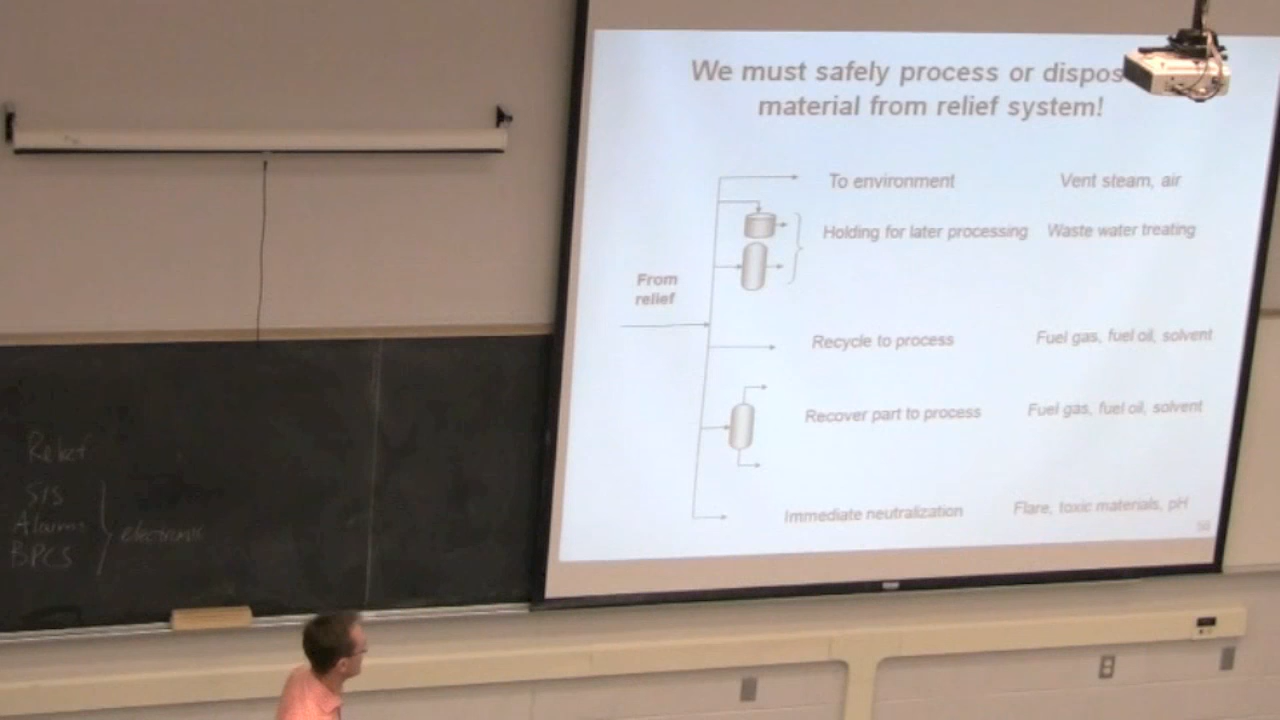 We must safely process or dispos
material from relief system!
To environment Vent steam, air
Holding for later processing Waste water treating
From
relief
Recycle to process Fuel gas, fuel oil, solvent
Recover part to process Fuel gas, fuel oil, solvent
Immediate neutralization Flare, toxic materials, pH
Relief
SIS
Alarms
electronic
BPCS